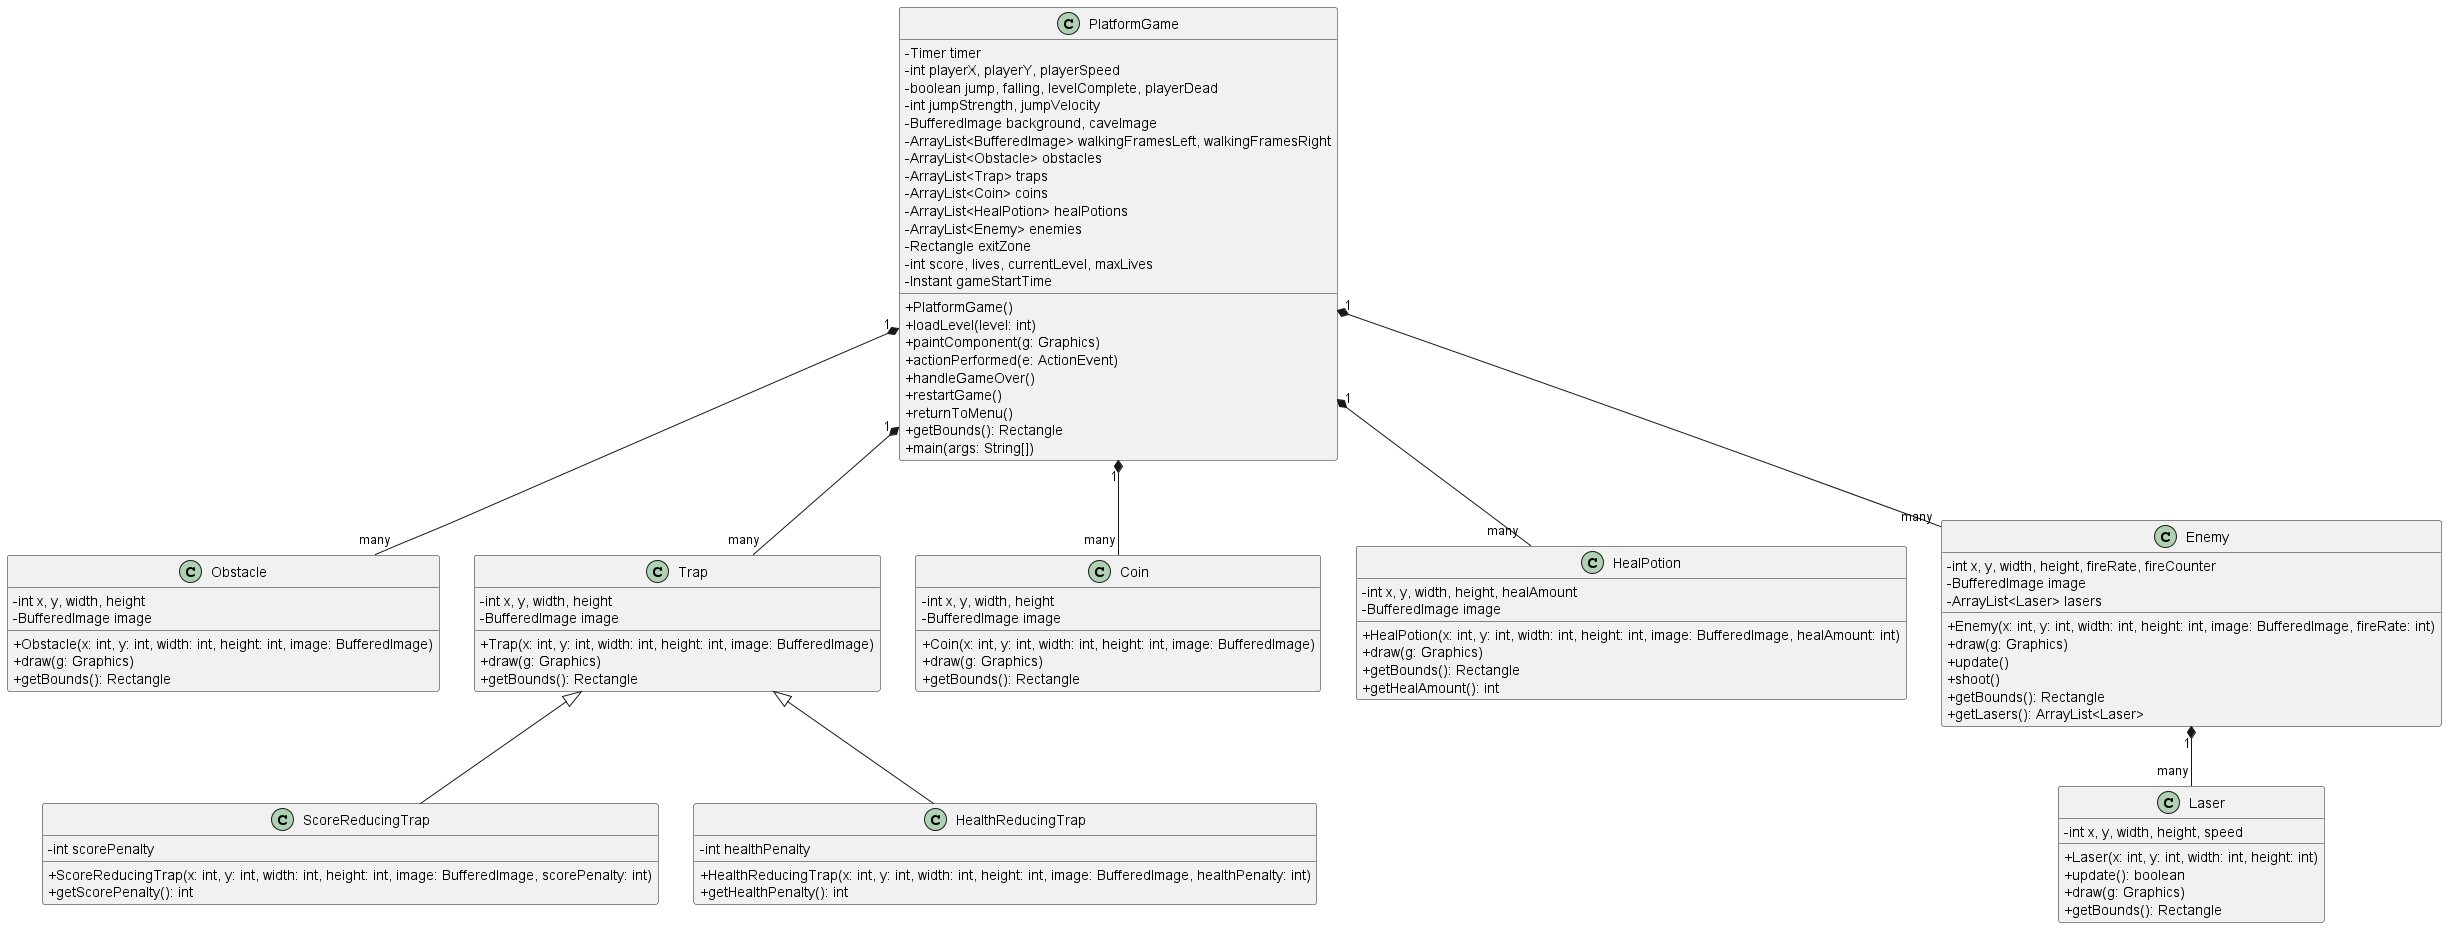 C PlatformGame
-Timer timer
-int playerX, playerY, playerSpeed
-boolean jump, falling, levelComplete, playerDead
-int jumpStrength, jumpVelocity
-BufferedImage background, caveImage
-ArrayList<BufferedImage> walkingFramesLeft, walkingFramesRight
-ArrayList<Obstacle> obstacles
-ArrayList<Trap> traps
-ArrayList<Coin> coins
-ArrayList<HealPotion> healPotions
-ArrayList<Enemy> enemies
-Rectangle exitZone
-int score, lives, currentLevel, maxLives
-Instant gameStartTime
+PlatformGame()
+loadLevel(level: int)
+paintComponent(g: Graphics)
+actionPerformed(e: ActionEvent)
+handleGameOver()
+restartGame()
+returnToMenu()
+getBounds(): Rectangle
+main(args: String[])
1
many
1
many
1
many
1
many
1
many
C Obstacle
-int x, y, width, height
-BufferedImage image
+Obstacle(x: int, y: int, width: int, height: int, image: BufferedImage)
+draw(g: Graphics)
+getBounds(): Rectangle
C Trap
-int x, y, width, height
-BufferedImage image
+Trap(x: int, y: int, width: int, height: int, image: BufferedImage)
+draw(g: Graphics)
+getBounds(): Rectangle
C Coin
-int x, y, width, height
-BufferedImage image
+Coin(x: int, y: int, width: int, height: int, image: BufferedImage)
+draw(g: Graphics)
+getBounds(): Rectangle
C HealPotion
-int x, y, width, height, healAmount
-BufferedImage image
+HealPotion(x: int, y: int, width: int, height: int, image: BufferedImage, healAmount: int)
+draw(g: Graphics)
+getBounds(): Rectangle
+getHealAmount(): int
C Enemy
-int x, y, width, height, fireRate, fireCounter
-BufferedImage image
-ArrayList<Laser> lasers
+Enemy(x: int, y: int, width: int, height: int, image: BufferedImage, fireRate: int)
+draw(g: Graphics)
+update()
+shoot()
+getBounds(): Rectangle
+getLasers(): ArrayList<Laser>
1
many
C ScoreReducingTrap
-int scorePenalty
+ScoreReducingTrap(x: int, y: int, width: int, height: int, image: BufferedImage, scorePenalty: int)
+getScorePenalty(): int
C HealthReducingTrap
-int healthPenalty
+HealthReducingTrap(x: int, y: int, width: int, height: int, image: BufferedImage, healthPenalty: int)
+getHealthPenalty(): int
C Laser
-int x, y, width, height, speed
+Laser(x: int, y: int, width: int, height: int)
+update(): boolean
+draw(g: Graphics)
+getBounds(): Rectangle